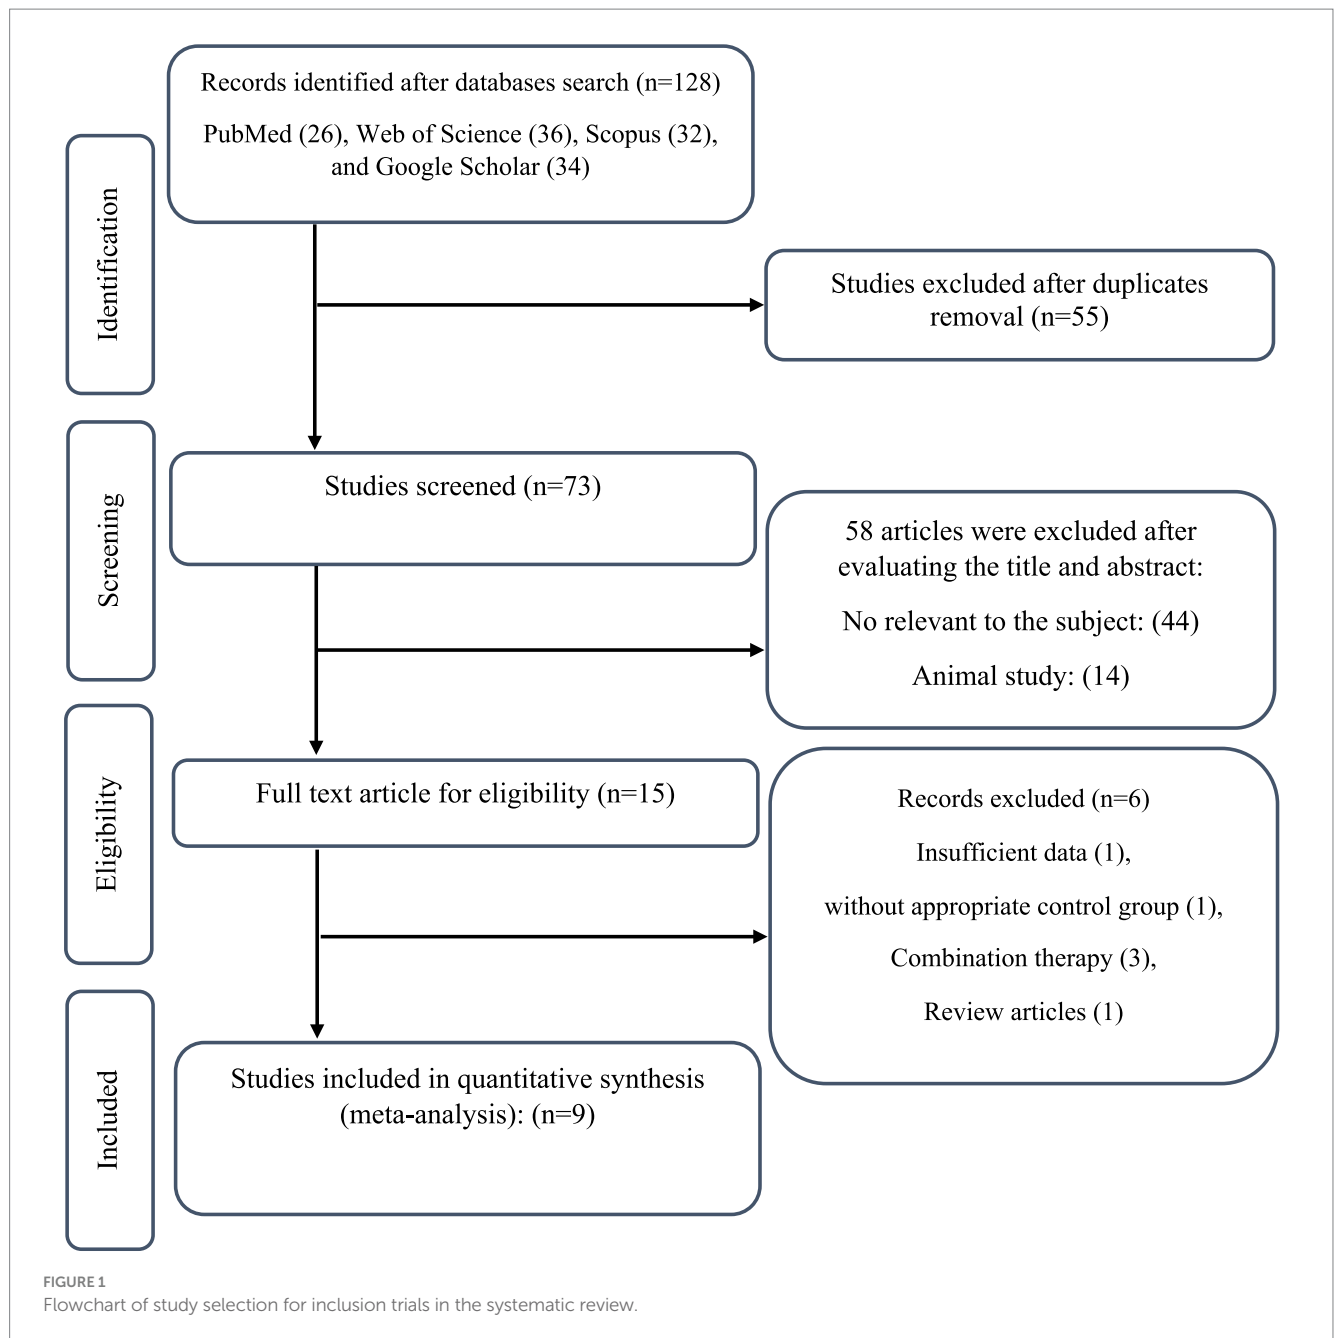 Records identified after databases search (n=128)
PubMed (26), Web of Science (36), Scopus (32),
and Google Scholar (34)
Identification
Studies excluded after duplicates
removal (n=55)
Screening
Studies screened (n=73)
58 articles were excluded after
evaluating the title and abstract:
No relevant to the subject: (44)
Animal study: (14)
Eligibility
Full text article for eligibility (n=15)
Records excluded (n=6)
Insufficient data (1),
without appropriate control group (1),
Combination therapy (3),
Review articles (1)
Included
Studies included in quantitative synthesis
(meta-analysis): (n=9)
FIGURE 1
Flowchart of study selection for inclusion trials in the systematic review.